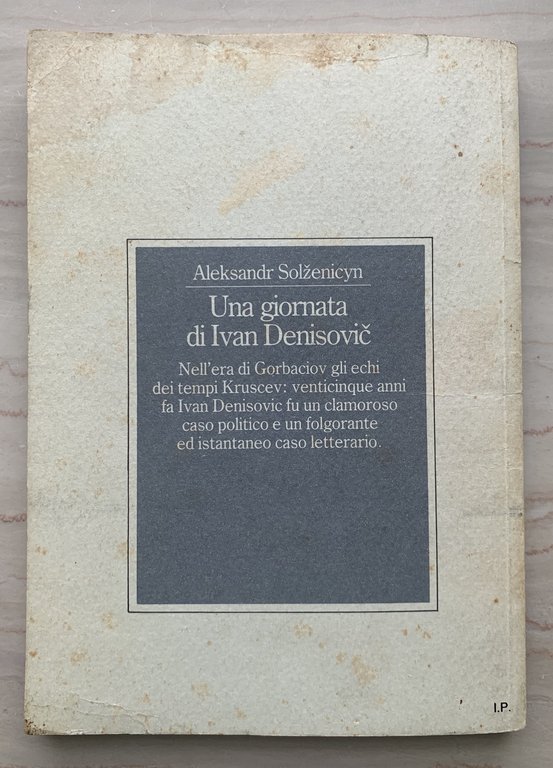 Aleksandr Solženicyn
Una giornata
di Ivan Denisovič
Nell'era di Gorbaciov gli echi
dei tempi Kruscev: venticinque anni
fa Ivan Denisovic fu un clamoroso
caso politico e un folgorante
ed istantaneo caso letterario.
I.P.